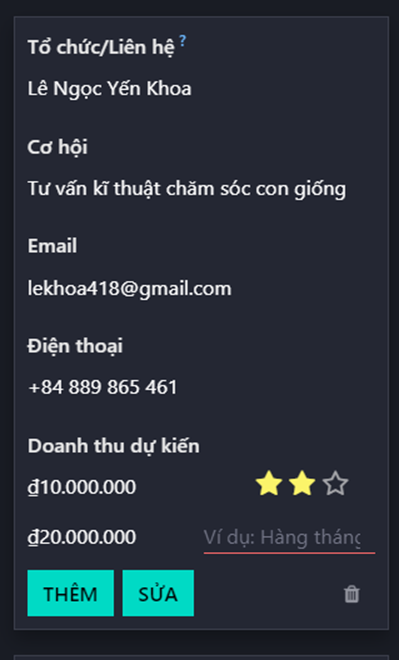 Tổ chức/Liên hệ ?
Lê Ngọc Yến Khoa
Cơ hội
Tư vấn kĩ thuật chăm sóc con giống
Email
lekhoa418@gmail.com
Điện thoại
+84 889 865 461
Doanh thu dự kiến
₫10.000.000
₫20.000.000 Ví dụ: Hàng tháng
THÊM SỬA